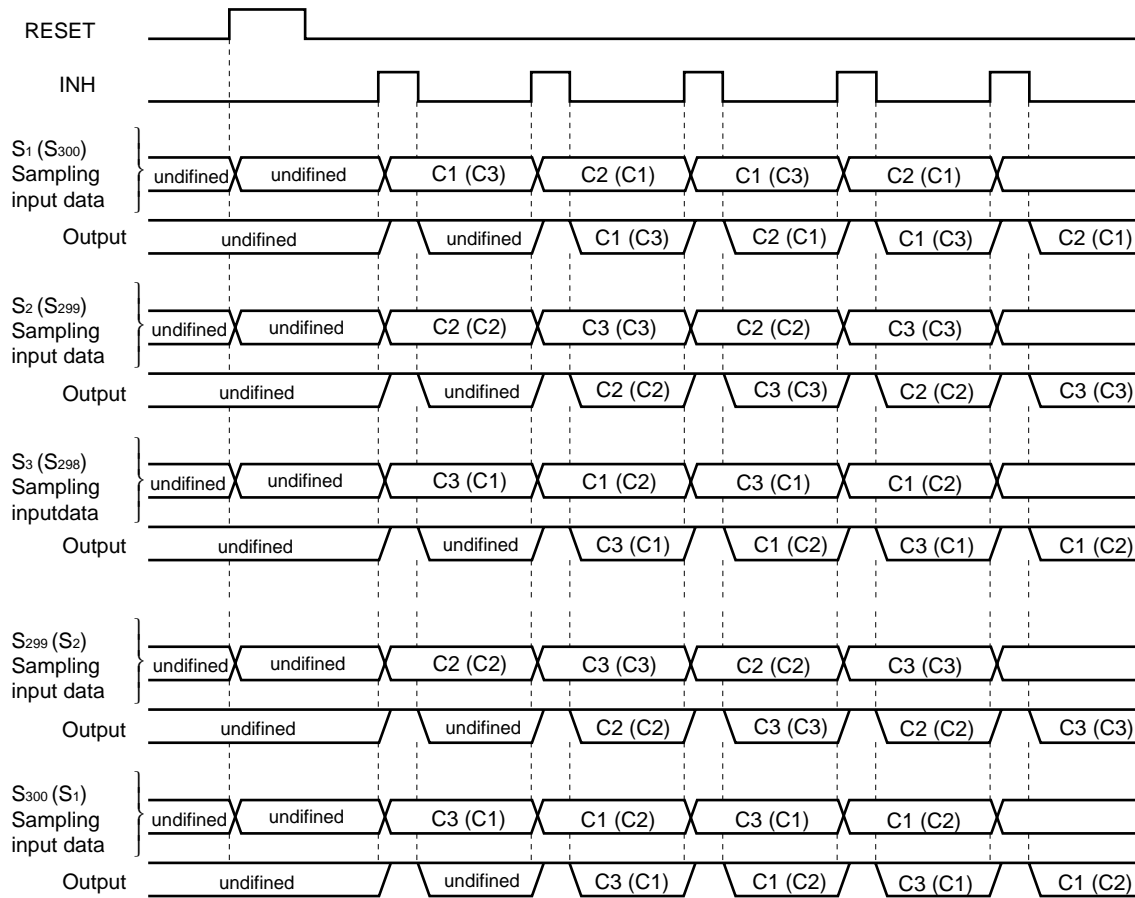 RESET
INH
S1 (S300)
Sampling
input data
undifined undifined C1 (C3) C2 (C1) C1 (C3) C2 (C1)
Output undifined undifined C1 (C3) C2 (C1) C1 (C3) C2 (C1)
S2 (S299)
Sampling
input data
undifined undifined C2 (C2) C3 (C3) C2 (C2) C3 (C3)
Output undifined undifined C2 (C2) C3 (C3) C2 (C2) C3 (C3)
S3 (S298)
Sampling
inputdata
undifined undifined C3 (C1) C1 (C2) C3 (C1) C1 (C2)
Output undifined undifined C3 (C1) C1 (C2) C3 (C1) C1 (C2)
S299 (S2)
Sampling
input data
undifined undifined C2 (C2) C3 (C3) C2 (C2) C3 (C3)
Output undifined undifined C2 (C2) C3 (C3) C2 (C2) C3 (C3)
S300 (S1)
Sampling
input data
undifined undifined C3 (C1) C1 (C2) C3 (C1) C1 (C2)
Output undifined undifined C3 (C1) C1 (C2) C3 (C1) C1 (C2)